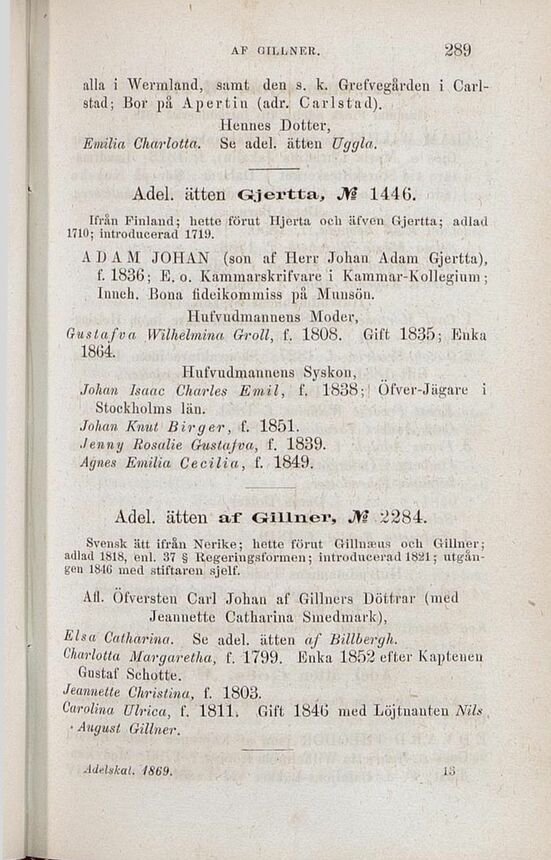 AF GILLNER. 289
alla i Wermland, samt den s. k. Grefvegården i Carl-
stad; Bor på Apertin (adr. Carlstad).
Hennes Dotter,
Emilia Charlotta. Se adel. ätten Uggla.
Adel. ätten Gjertta, № 1446.
Ifrån Finland; hette förut Hjerta och äfven Gjertta; adlad
1710; introducerad 1719.
ADAM JOHAN (son af Herr Johan Adam Gjertta),
f. 1836; E. o. Kammarskrifvare i Kammar-Kollegium;
Inneh. Bona fideikommiss på Munsön.
Hufvudmannens Moder,
Gustafva Wilhelmina Groll, f. 1808. Gift 1835; Enka
1864.
Hufvudmannens Syskon,
Johan Isaac Charles Emil, f. 1838; Öfver-Jägare i
Stockholms län.
Johan Knut Birger, f. 1851.
Jenny Rosalie Gustafva, f. 1839.
Agnes Emilia Cecilia, f. 1849.
Adel. ätten af Gillner, № 2284.
Svensk ätt ifrån Nerike; hette förut Gillnæus och Gillner;
adlad 1818, enl. 37 § Regeringsformen; introducerad 1821; utgån-
gen 1846 med stiftaren sjelf.
Afl. Öfversten Carl Johan af Gillners Döttrar (med
Jeannette Catharina Smedmark),
Elsa Catharina. Se adel. ätten af Billbergh.
Charlotta Margaretha, f. 1799. Enka 1852 efter Kaptenen
Gustaf Schotte.
Jeannette Christina, f. 1803.
Carolina Ulrica, f. 1811. Gift 1846 med Löjtnanten Nils
August Gillner.
Adelskal. 1869. 13